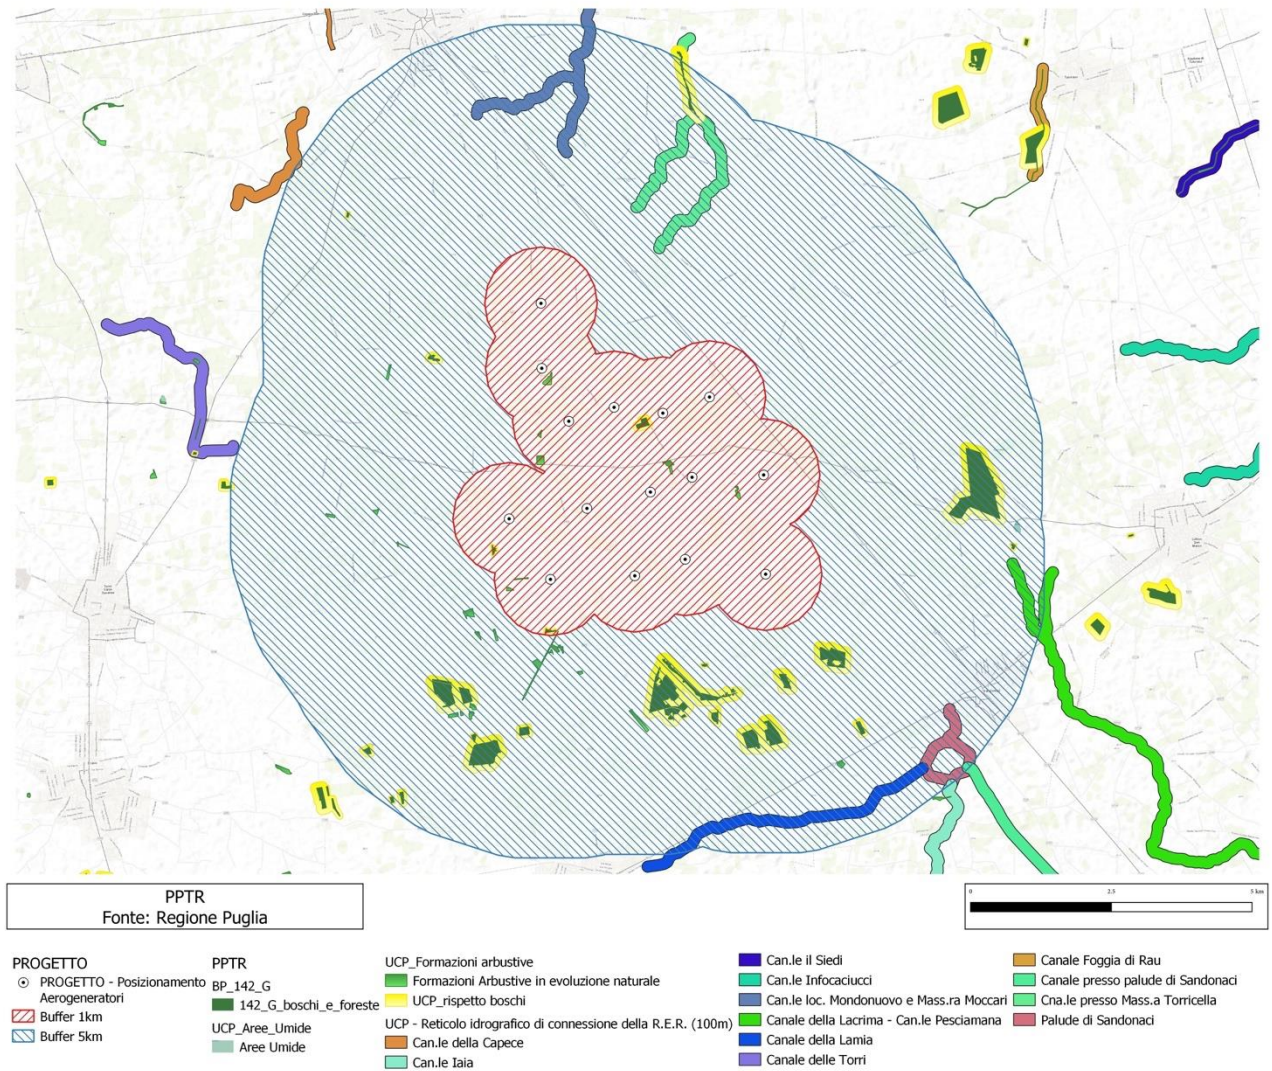 PPTR
Fonte: Regione Puglia
0 2.5 5 km
PROGETTO
PROGETTO - Posizionamento
Aerogeneratori
Buffer 1km
Buffer 5km
PPTR
BP_142_G
142_G_boschi_e_foreste
UCP_Aree_Umide
Aree Umide
UCP_Formazioni arbustive
Formazioni Arbustive in evoluzione naturale
UCP_rispetto boschi
UCP - Reticolo idrografico di connessione della R.E.R. (100m)
Can.le della Capece
Can.le Iaia
Can.le il Siedi
Can.le Infocaciucci
Can.le loc. Mondonuovo e Mass.ra Moccari
Canale della Lacrima - Can.le Pesciamana
Canale della Lamia
Canale delle Torri
Canale Foggia di Rau
Canale presso palude di Sandonaci
Cna.le presso Mass.a Torricella
Palude di Sandonaci